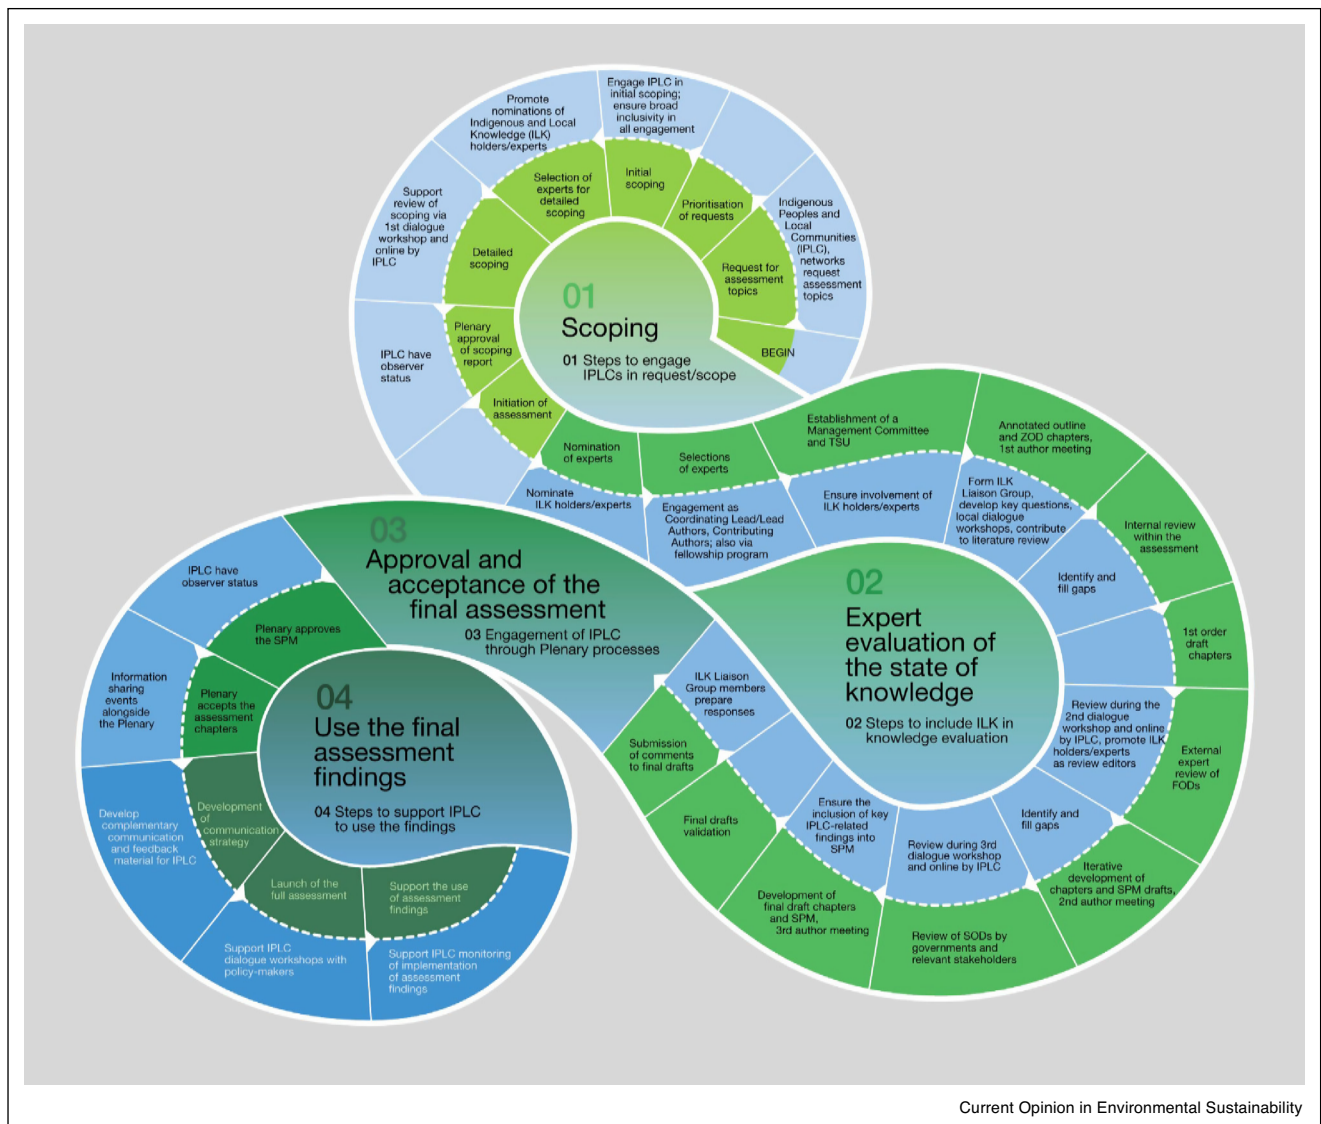 Promote
nominations of
Indigenous and Local
Knowledge (ILK)
holders/experts
Engage IPLC in
initial scoping;
ensure broad
inclusivity in
all engagement
Support
review of
scoping via
1st dialogue
workshop and
online by
IPLC
Selection of
experts for
detailed
scoping
Initial
scoping
Prioritisation
of requests
Indigenous
Peoples and
Local
Communities
(IPLC),
networks
request
assessment
topics
Detailed
scoping
Request for
assessment
topics
01
Scoping
01 Steps to engage
IPLCs in request/scope
BEGIN
IPLC have
observer
status
Plenary
approval
of scoping
report
Initiation of
assessment
Nomination
of experts
Selections
of experts
Establishment of a
Management Committee
and TSU
Annotated outline
and ZOD chapters,
1st author meeting
Nominate
ILK holders/experts
Engagement as
Coordinating Lead/Lead
Authors, Contributing
Authors; also via
fellowship program
Ensure involvement of
ILK holders/experts
Form ILK
Liaison Group,
develop key questions,
local dialogue
workshops, contribute
to literature review
Internal review
within the
assessment
Identify and
fill gaps
1st order
draft
chapters
02
Expert
evaluation of
the state of
knowledge
02 Steps to include ILK in
knowledge evaluation
Review during the
2nd dialogue
workshop and online
by IPLC, promote ILK
holders/experts
as review editors
External
expert
review of
FODs
Identify and
fill gaps
Iterative
development of
chapters and SPM drafts,
2nd author meeting
Review during 3rd
dialogue workshop
and online by IPLC
Review of SODs by
governments and
relevant stakeholders
Ensure the
inclusion of key
IPLC-related
findings into
SPM
Development of
final draft chapters
and SPM,
3rd author meeting
Final drafts
validation
ILK Liaison
Group members
prepare
responses
Submission
of comments
to final drafts
03
Approval and
acceptance of the
final assessment
03 Engagement of IPLC
through Plenary processes
IPLC have
observer status
Plenary approves
the SPM
Information
sharing
events
alongside
the Plenary
Plenary
accepts the
assessment
chapters
04
Use the final
assessment
findings
04 Steps to support IPLC
to use the findings
Develop
complementary
communication
and feedback
material for IPLC
Development
of
communication
strategy
Launch of the
full assessment
Support the use
of assessment
findings
Support IPLC
dialogue workshops with
policy-makers
Support IPLC monitoring
of implementation
of assessment
findings
Current Opinion in Environmental Sustainability